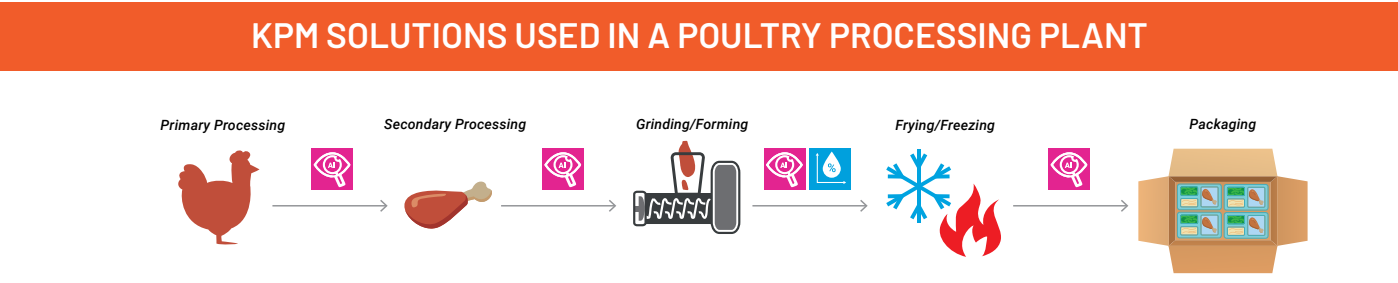 KPM SOLUTIONS USED IN A POULTRY PROCESSING PLANT
Primary Processing
Secondary Processing
Grinding/Forming
Frying/Freezing
Packaging
AI
AI
AI
%
AI